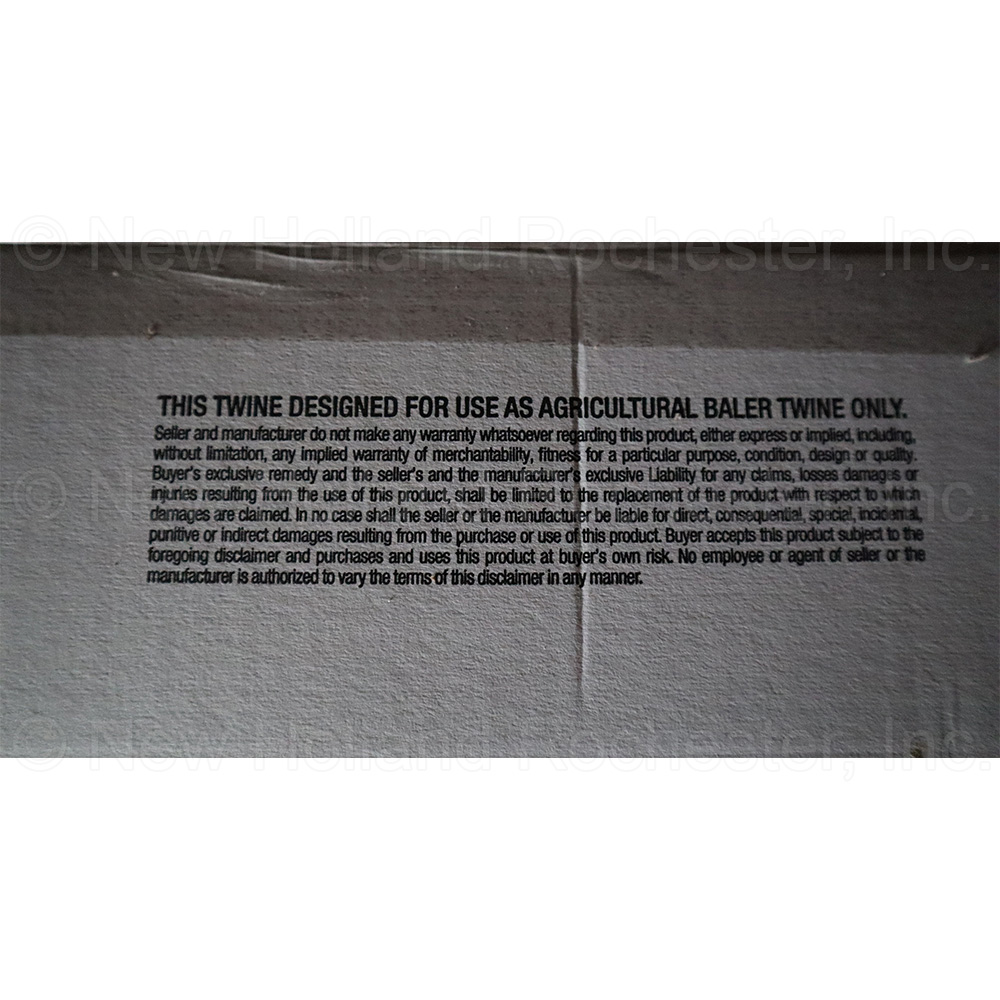 © New Holland Rochester, Inc.
THIS TWINE DESIGNED FOR USE AS AGRICULTURAL BALER TWINE ONLY.
Seller and manufacturer do not make any warranty whatsoever regarding this product, either express or implied, including,
without limitation, any implied warranty of merchantability, fitness for a particular purpose, condition, design or quality.
Buyer's exclusive remedy and the seller's and the manufacturer's exclusive Liability for any claims, losses damages or
injuries resulting from the use of this product, shall be limited to the replacement of the product with respect to which
damages are claimed. In no case shall the seller or the manufacturer be liable for direct, consequential, special, incidental,
punitive or indirect damages resulting from the purchase or use of this product. Buyer accepts this product subject to the
foregoing disclaimer and purchases and uses this product at buyer's own risk. No employee or agent of seller or the
manufacturer is authorized to vary the terms of this disclaimer in any manner.
© New Holland Rochester, Inc.